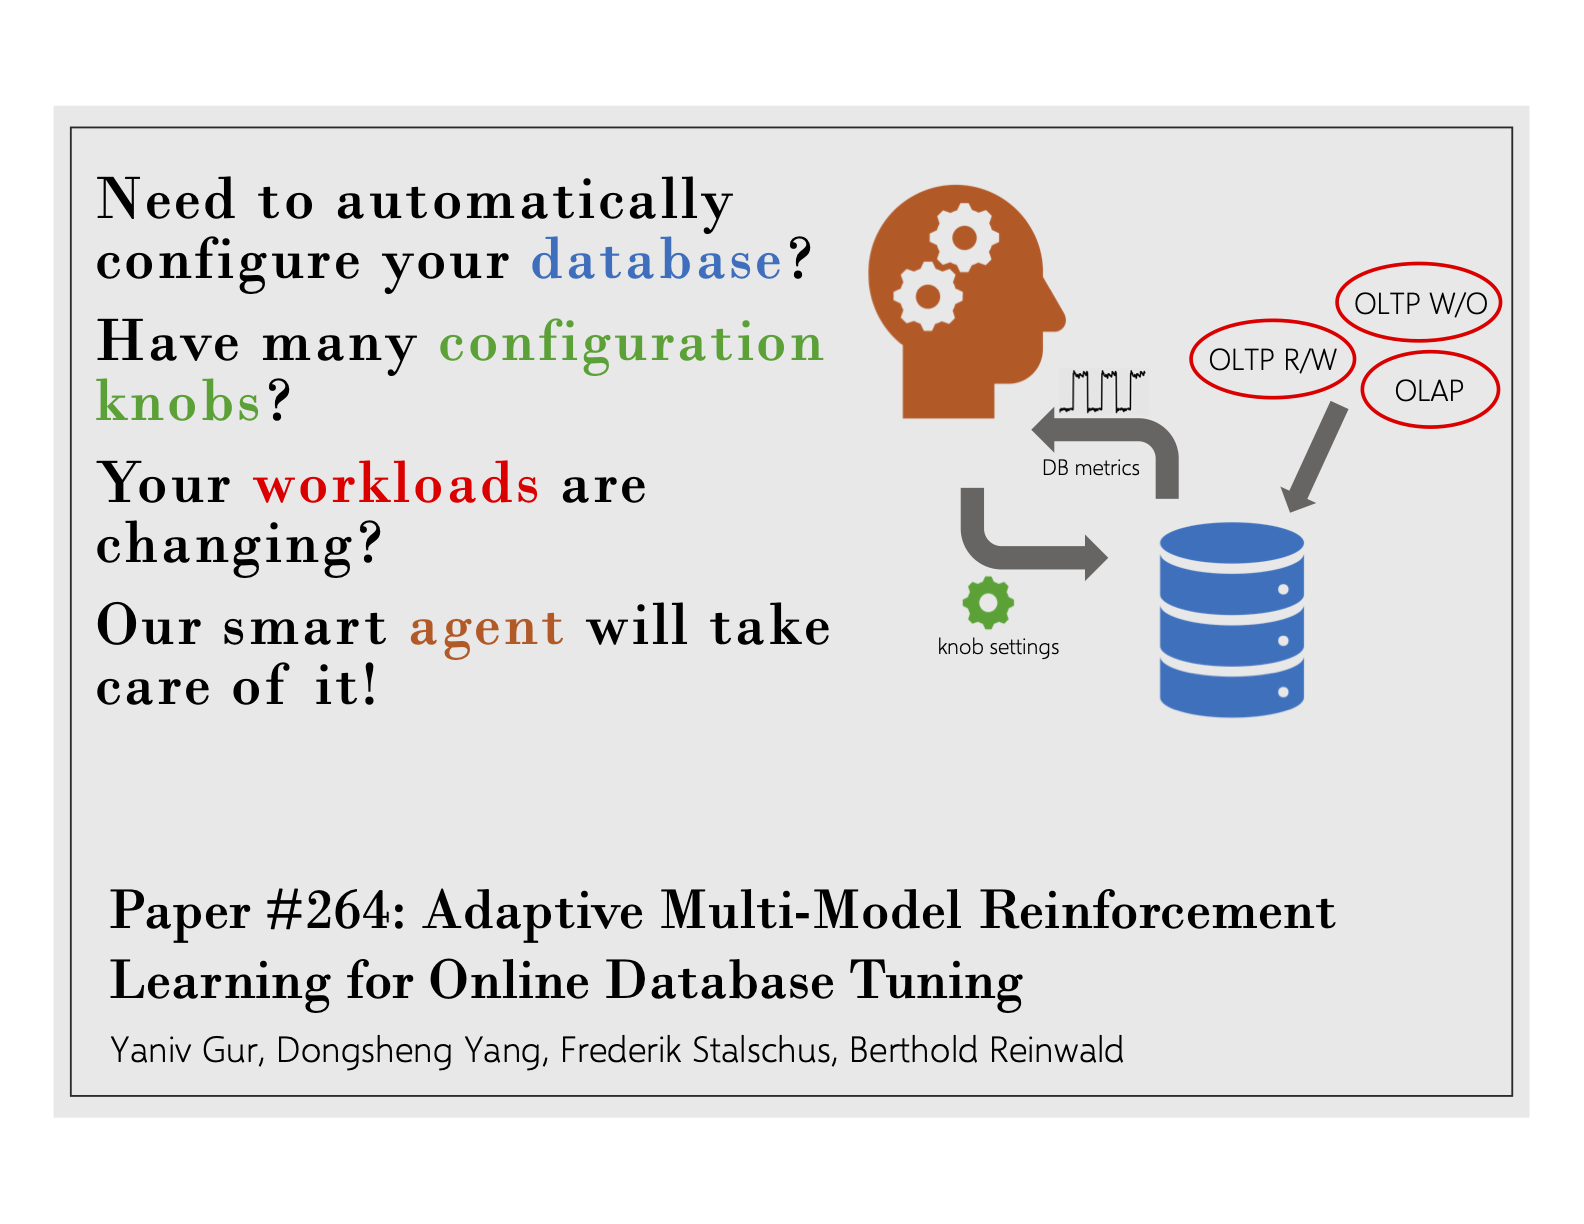 Need to automatically
configure your database?
Have many configuration
knobs?
Your workloads are
changing?
Our smart agent will take
care of it!
OLTP W/O
OLTP R/W
OLAP
DB metrics
knob settings
Paper #264: Adaptive Multi-Model Reinforcement
Learning for Online Database Tuning
Yaniv Gur, Dongsheng Yang, Frederik Stalschus, Berthold Reinwald